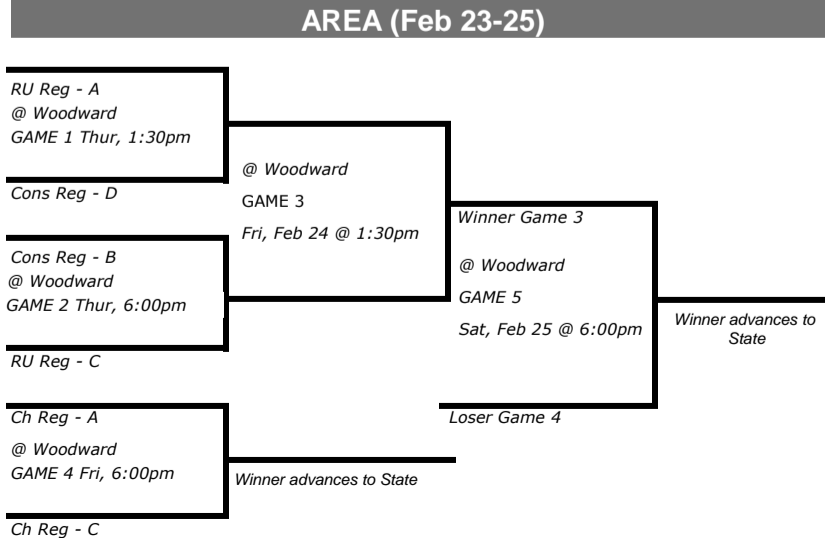 AREA (Feb 23-25)
RU Reg - A
@ Woodward
GAME 1 Thur, 1:30pm
Cons Reg - D
@ Woodward
GAME 3
Fri, Feb 24 @ 1:30pm
Cons Reg - B
@ Woodward
GAME 2 Thur, 6:00pm
RU Reg - C
Winner Game 3
@ Woodward
GAME 5
Sat, Feb 25 @ 6:00pm
Loser Game 4
Winner advances to
State
Ch Reg - A
@ Woodward
GAME 4 Fri, 6:00pm
Ch Reg - C
Winner advances to State